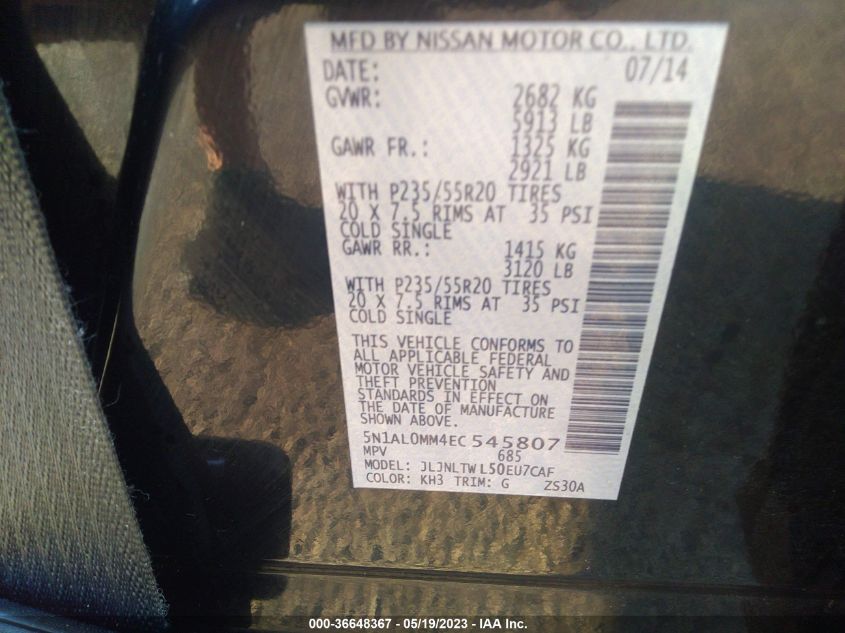 MFD BY NISSAN MOTOR CO., LTD.
DATE: 07/14
GVWR: 2682 KG
5913 LB
GAWR FR.: 1325 KG
2921 LB
WITH P235/55R20 TIRES
20 X 7.5 RIMS AT 35 PSI
COLD SINGLE
GAWR RR.: 1415 KG
3120 LB
WITH P235/55R20 TIRES
20 X 7.5 RIMS AT 35 PSI
COLD SINGLE
THIS VEHICLE CONFORMS TO
ALL APPLICABLE FEDERAL
MOTOR VEHICLE SAFETY AND
THEFT PREVENTION
STANDARDS IN EFFECT ON
THE DATE OF MANUFACTURE
SHOWN ABOVE.
5N1AL0MM4EC545807
MPV 685
MODEL: JLJNLTWL50EU7CAF
COLOR: KH3 TRIM: G ZS30A
000-36648367 - 05/19/2023 - IAA Inc.